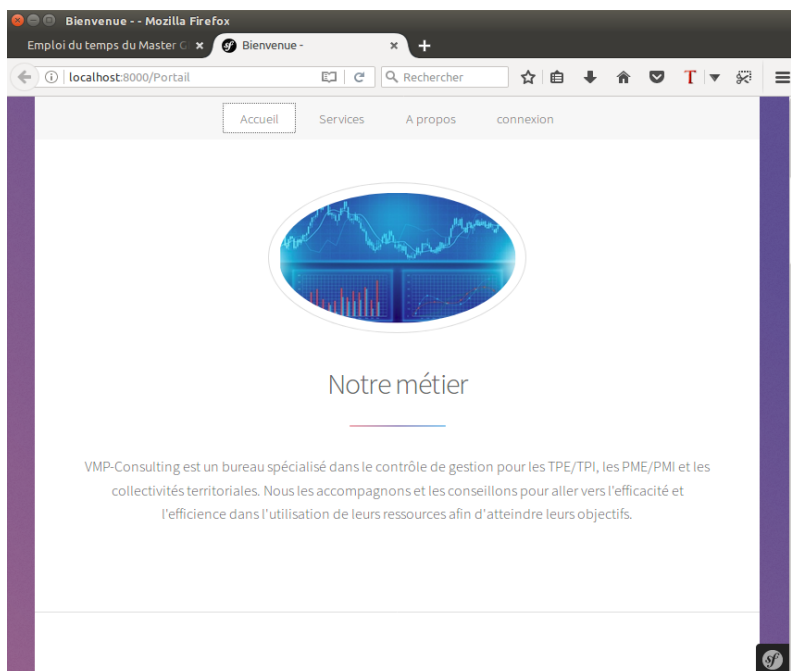 Bienvenue - - Mozilla Firefox
Emploi du temps du Master G
Bienvenue -
localhost:8000/Portail
Rechercher
Accueil
Services
A propos
connexion
Notre métier
VMP-Consulting est un bureau spécialisé dans le contrôle de gestion pour les TPE/TPI, les PME/PMI et les
collectivités territoriales. Nous les accompagnons et les conseillons pour aller vers l'efficacité et
l'efficience dans l'utilisation de leurs ressources afin d'atteindre leurs objectifs.